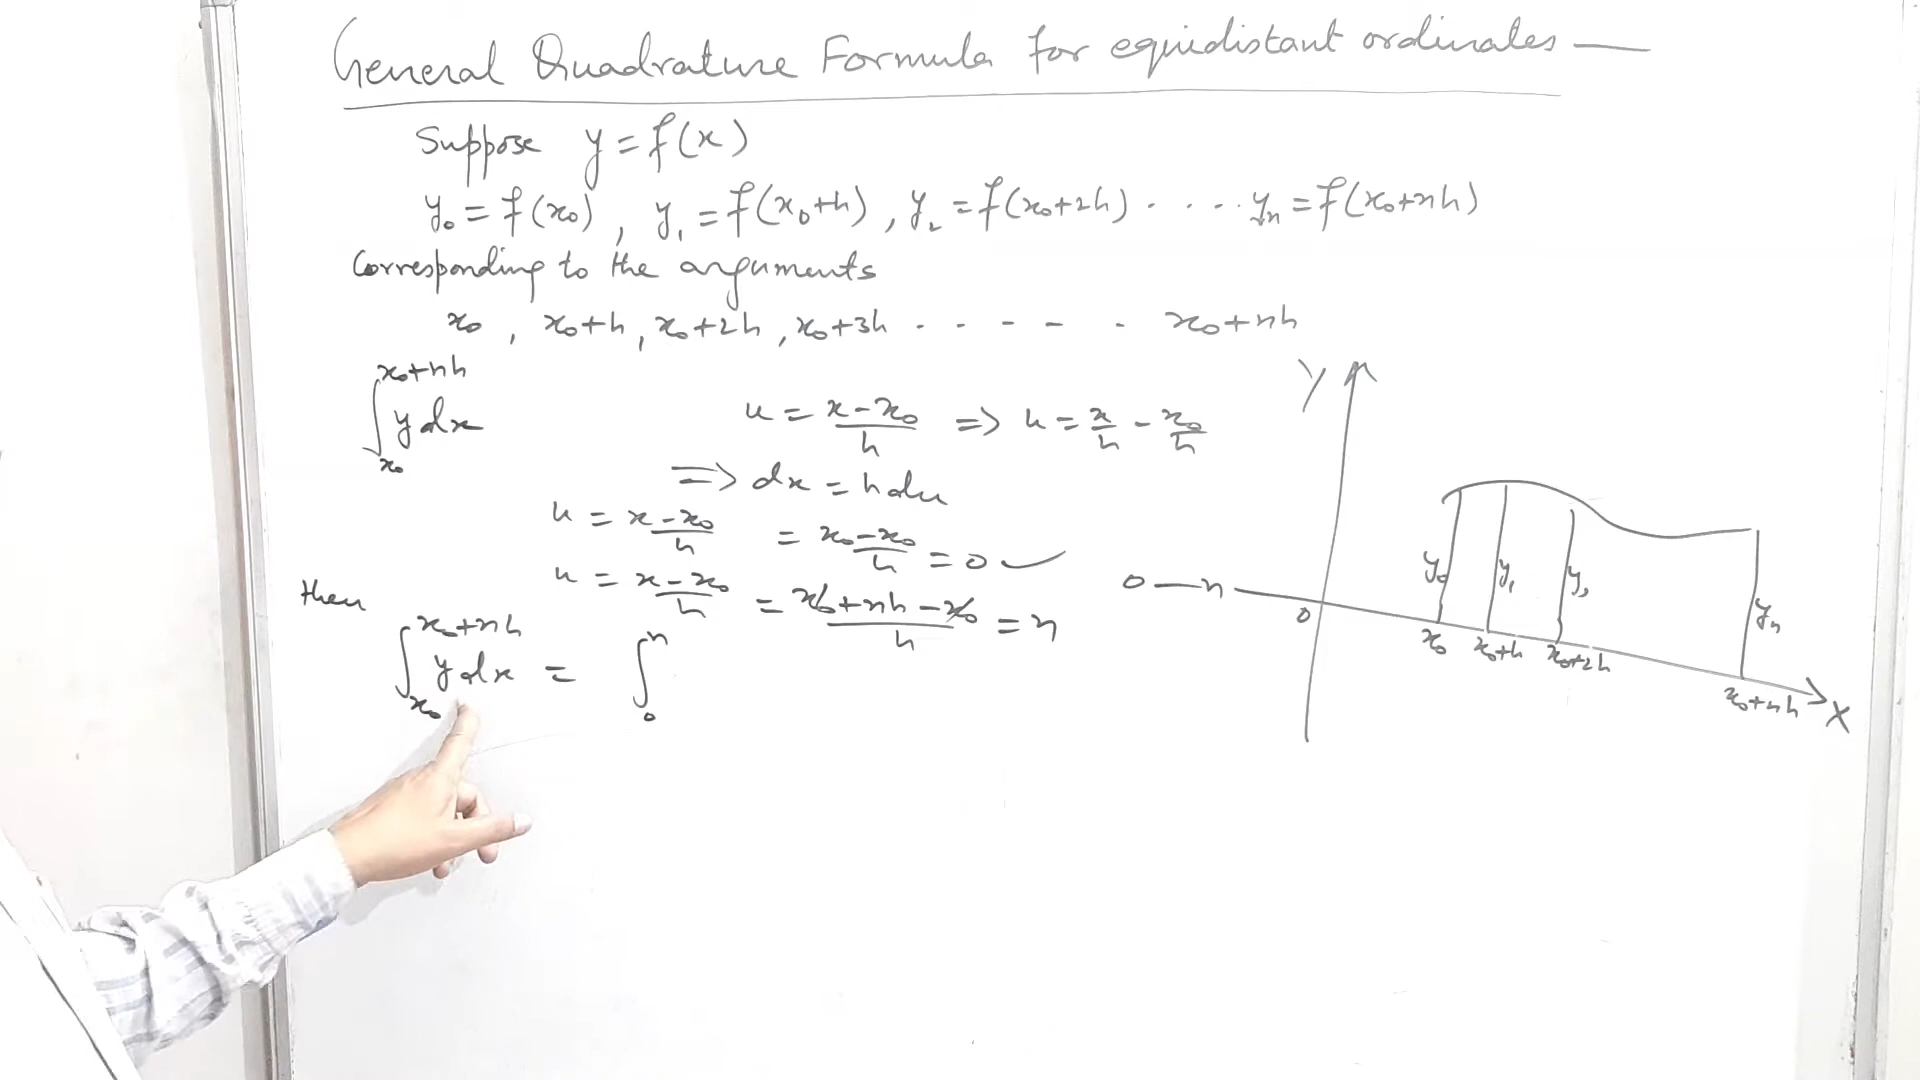 General Quadrature Formula for equidistant ordinates —
Suppose y = f(x)
y₀ = f(x₀), y₁ = f(x₀+h), y₂ = f(x₀+2h) . . . . . yₙ = f(x₀+nh)
Corresponding to the arguments
x₀, x₀+h, x₀+2h, x₀+3h . - - - . x₀+nh
∫_{x₀}^{x₀+nh} y dx
u = (x-x₀)/h => u = x/h - x₀/h
=> dx = h du
u = (x-x₀)/h = (x₀-x₀)/h = 0 ✓
u = (x-x₀)/h = (x₀+nh-x₀)/h = n
0 — n
then
∫_{x₀}^{x₀+nh} y dx = ∫_0^n
Y
y₀ y₁ y₂ yₙ
0 x₀ x₀+h x₀+2h x₀+nh X